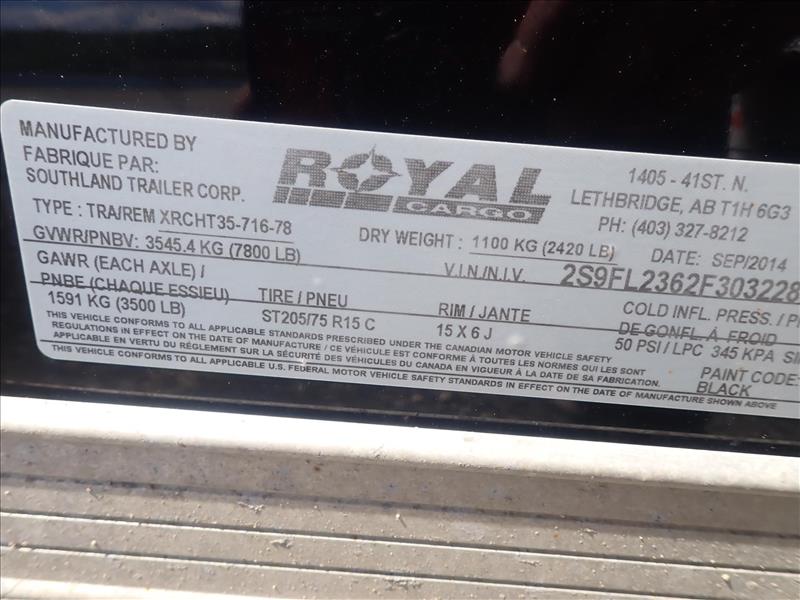 MANUFACTURED BY
FABRIQUE PAR:
SOUTHLAND TRAILER CORP.
ROYAL
CARGO
1405 - 41ST. N.
LETHBRIDGE, AB T1H 6G3
PH: (403) 327-8212
TYPE : TRA/REM XRCHT35-716-78
DRY WEIGHT : 1100 KG (2420 LB)
DATE: SEP/2014
GVWR/PNBV: 3545.4 KG (7800 LB)
V.I.N./N.I.V. 2S9FL2362F303228
GAWR (EACH AXLE) /
PNBE (CHAQUE ESSIEU)
1591 KG (3500 LB)
TIRE / PNEU
ST205/75 R15 C
RIM / JANTE
15 X 6 J
COLD INFL. PRESS. / P
DE GONFL. À FROID
50 PSI / LPC 345 KPA
THIS VEHICLE CONFORMS TO ALL APPLICABLE STANDARDS PRESCRIBED UNDER THE CANADIAN MOTOR VEHICLE SAFETY
REGULATIONS IN EFFECT ON THE DATE OF MANUFACTURE / CE VÉHICULE EST CONFORME À TOUTES LES NORMES QUI LUI SONT
APPLICABLES EN VERTU DU RÉGLEMENT SUR LA SÉCURITÉ DES VÉHICULES DU CANADA EN VIGUEUR À LA DATE DE SA FABRICATION
THIS VEHICLE CONFORMS TO ALL APPLICABLE U.S. FEDERAL MOTOR VEHICLE SAFETY STANDARDS IN EFFECT ON THE DATE OF MANUFACTURE SHOWN ABOVE
PAINT CODE:
BLACK